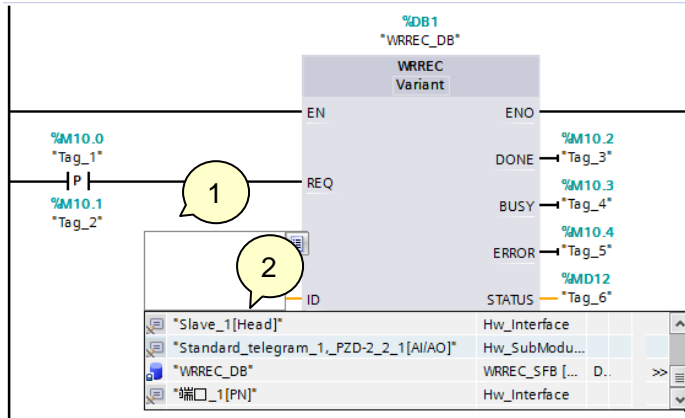 %DB1
"WRREC_DB"
WRREC
Variant
EN
ENO
%M10.0
"Tag_1"
P
%M10.1
"Tag_2"
REQ
1
%M10.2
DONE
"Tag_3"
%M10.3
BUSY
"Tag_4"
%M10.4
ERROR
"Tag_5"
2
%MD12
ID
STATUS
"Tag_6"
"Slave_1[Head]" Hw_Interface
"Standard_telegram_1,_PZD-2_2_1[AI/AO]" Hw_SubModu...
"WRREC_DB" WRREC_SFB [... D.. >>
"端口_1[PN]" Hw_Interface